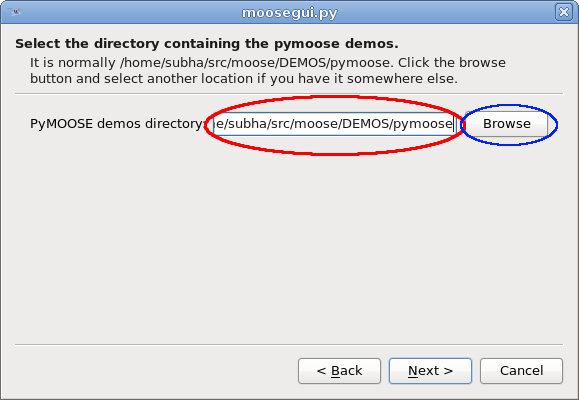 moosegui.py
Select the directory containing the pymoose demos.
It is normally /home/subha/src/moose/DEMOS/pymoose. Click the browse
button and select another location if you have it somewhere else.
PyMOOSE demos directory: e/subha/src/moose/DEMOS/pymoose Browse
< Back Next > Cancel